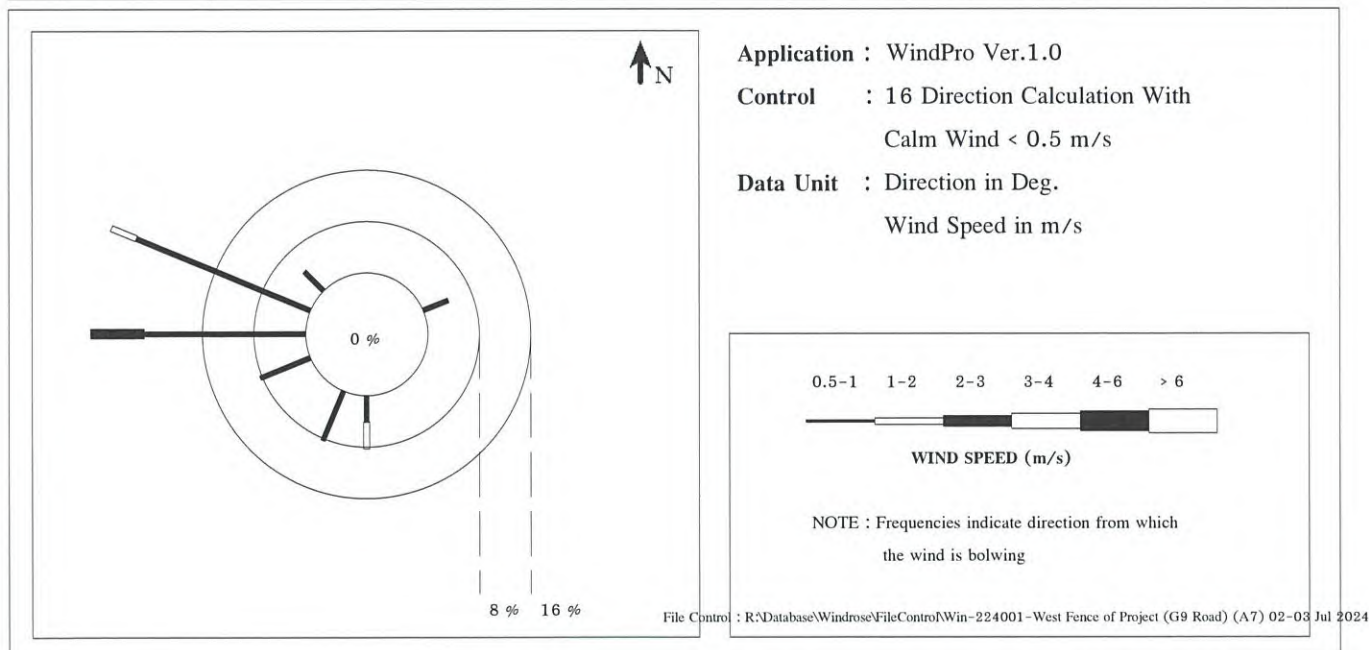 N
0 %
8 % 16 %
Application : WindPro Ver.1.0
Control : 16 Direction Calculation With
Calm Wind < 0.5 m/s
Data Unit : Direction in Deg.
Wind Speed in m/s
0.5-1 1-2 2-3 3-4 4-6 > 6
WIND SPEED (m/s)
NOTE : Frequencies indicate direction from which
the wind is bolwing
File Control : R:\Database\Windrose\FileControl\Win-224001-West Fence of Project (G9 Road) (A7) 02-03 Jul 2024